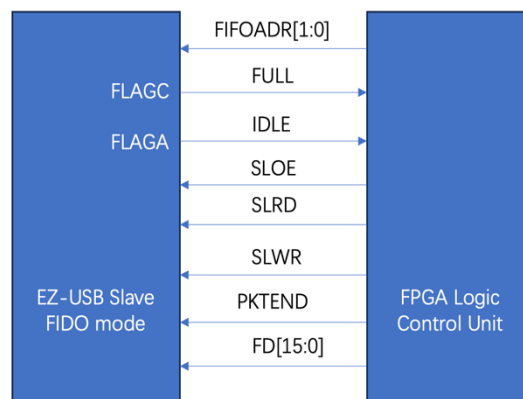 FIFOADR[1:0]
FLAGC
FULL
FLAGA
IDLE
SLOE
SLRD
SLWR
EZ-USB Slave
FIDO mode
PKTEND
FPGA Logic
Control Unit
FD[15:0]